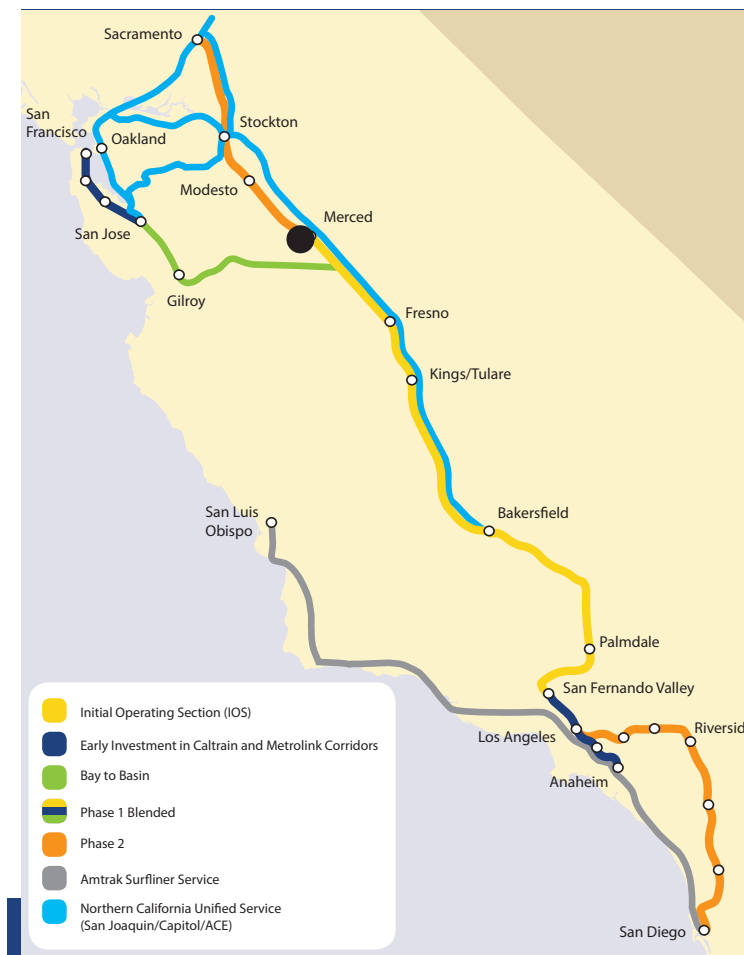 Sacramento
San
Francisco
Oakland
Stockton
Modesto
Merced
San Jose
Gilroy
Fresno
Kings/Tulare
San Luis
Obispo
Bakersfield
Palmdale
San Fernando Valley
Los Angeles
Riversid
Anaheim
San Diego
Initial Operating Section (IOS)
Early Investment in Caltrain and Metrolink Corridors
Bay to Basin
Phase 1 Blended
Phase 2
Amtrak Surfliner Service
Northern California Unified Service
(San Joaquin/Capitol/ACE)